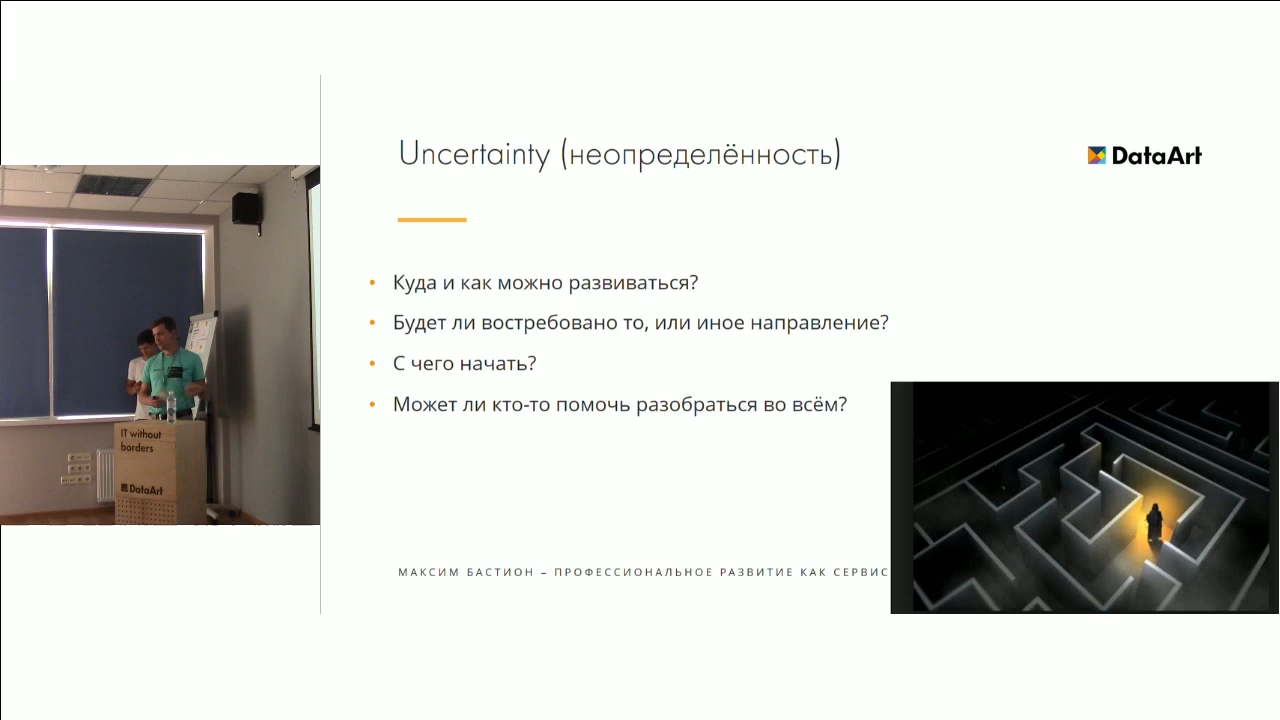 Uncertainty (неопределённость)
DataArt
Куда и как можно развиваться?
Будет ли востребовано то, или иное направление?
С чего начать?
Может ли кто-то помочь разобраться во всём?
МАКСИМ БАСТИОН – ПРОФЕССИОНАЛЬНОЕ РАЗВИТИЕ КАК СЕРВИС
IT without
borders
DataArt